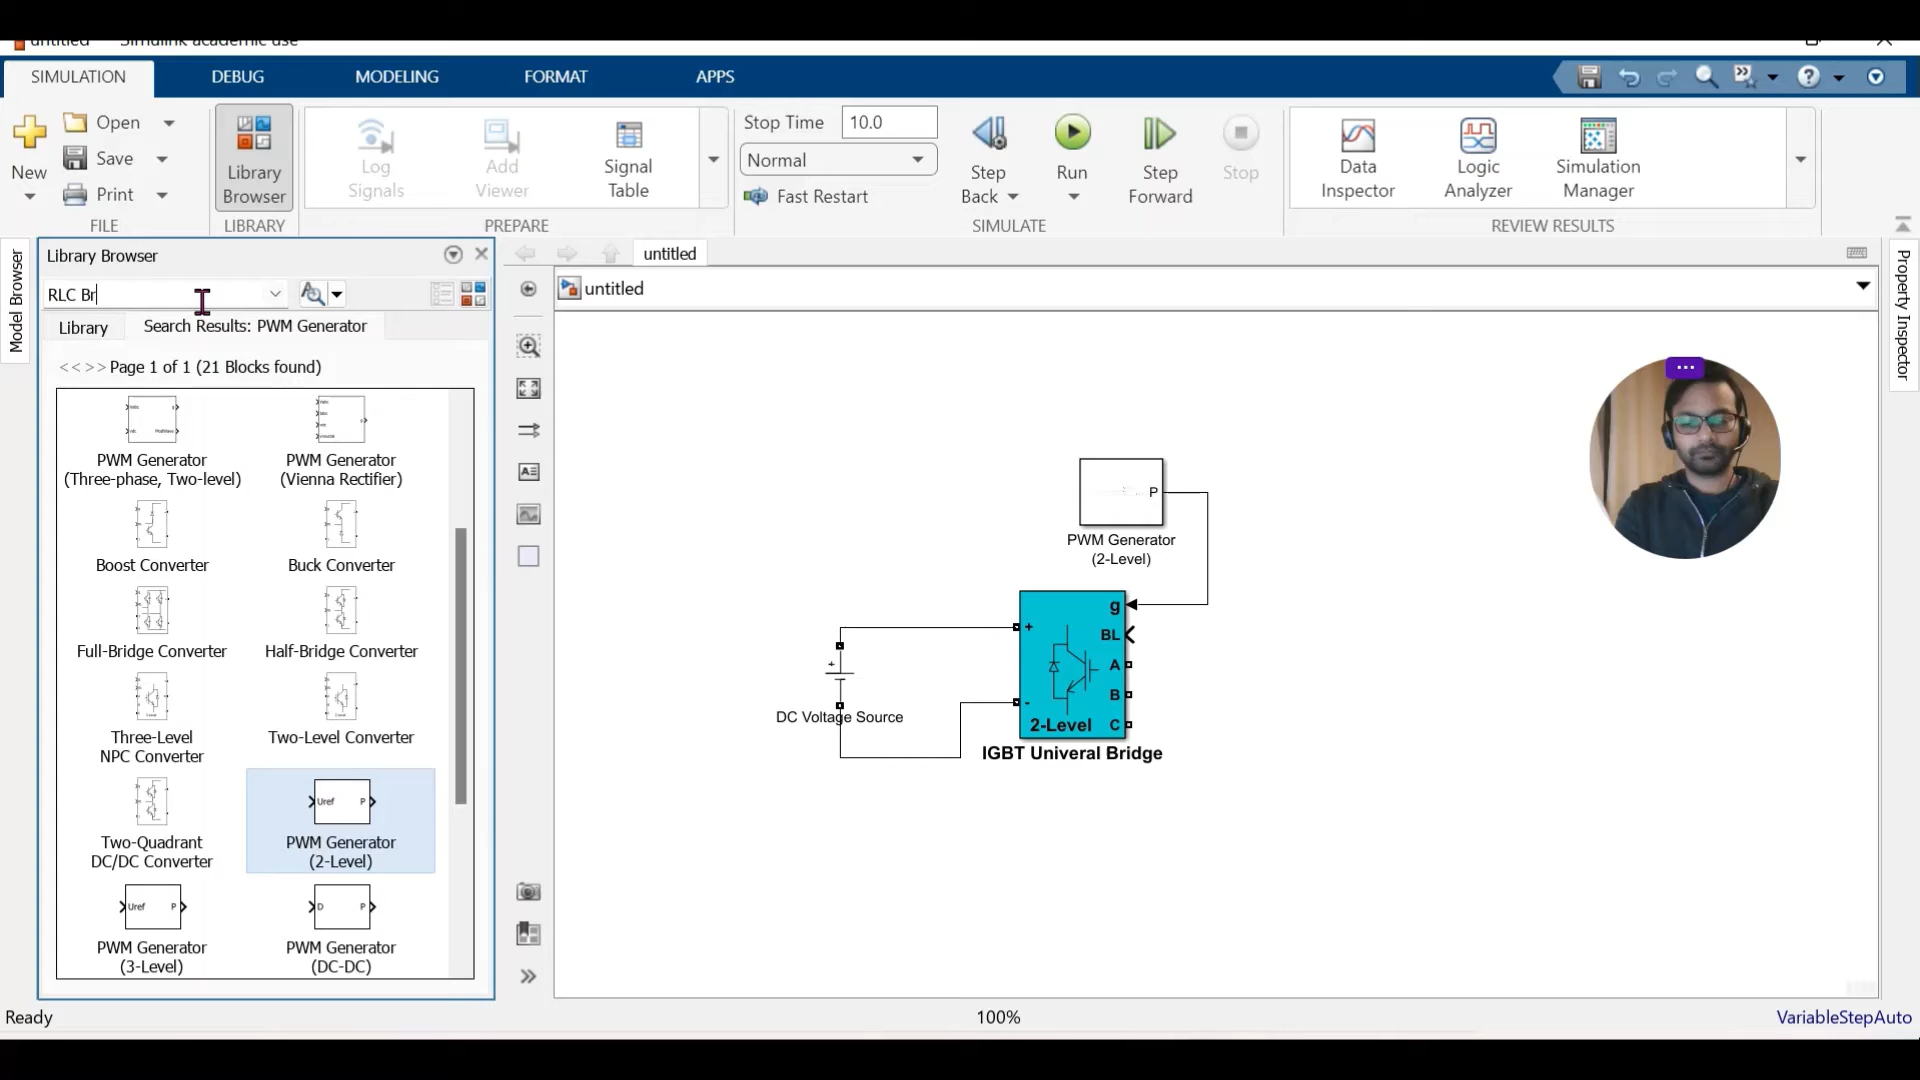 untitled Simulink academic use
SIMULATION DEBUG MODELING FORMAT APPS
New
Open
Save
Print
FILE
Library
Browser
LIBRARY
Log
Signals
Add
Viewer
Signal
Table
PREPARE
Stop Time 10.0
Normal
Fast Restart
Step
Back
Run
Step
Forward
Stop
SIMULATE
Data
Inspector
Logic
Analyzer
Simulation
Manager
REVIEW RESULTS
Model Browser
Library Browser
RLC Br
Library Search Results: PWM Generator
<< >> Page 1 of 1 (21 Blocks found)
PWM Generator
(Three-phase, Two-level)
PWM Generator
(Vienna Rectifier)
Boost Converter
Buck Converter
Full-Bridge Converter
Half-Bridge Converter
Three-Level
NPC Converter
Two-Level Converter
Two-Quadrant
DC/DC Converter
Uref P
PWM Generator
(2-Level)
Uref P
PWM Generator
(3-Level)
D P
PWM Generator
(DC-DC)
untitled
untitled
P
PWM Generator
(2-Level)
g
+
BL
A
B
-
2-Level C
IGBT Univeral Bridge
+
DC Voltage Source
Property Inspector
Ready 100% VariableStepAuto